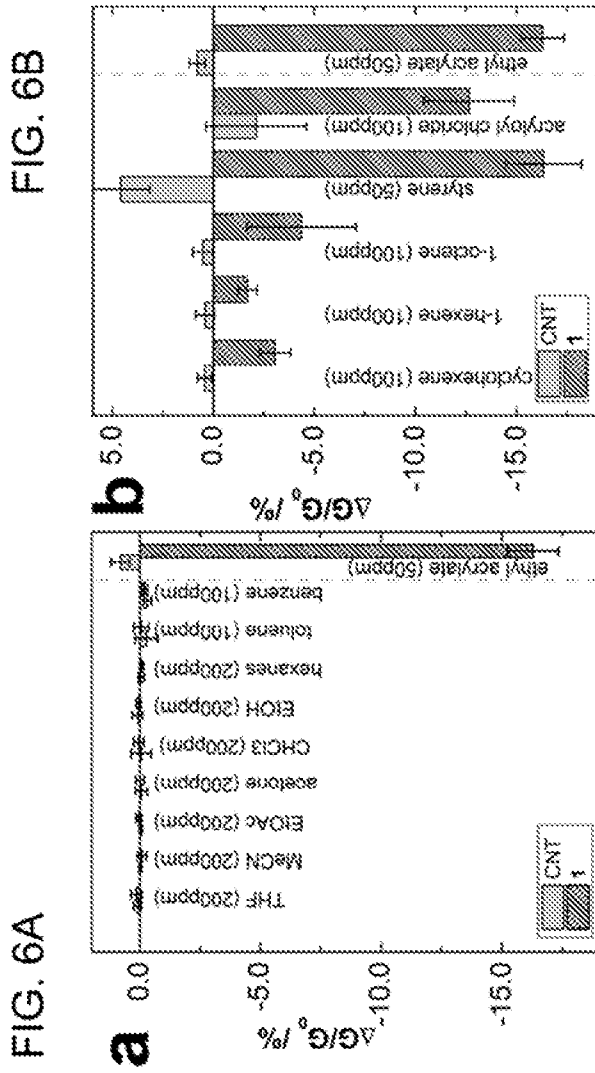 FIG. 6A
a
ΔG/G₀ /%
0.0
-5.0
-10.0
-15.0
THF (200ppm)
MeCN (200ppm)
EtOAc (200ppm)
acetone (200ppm)
CHCl3 (200ppm)
EtOH (200ppm)
hexanes (200ppm)
toluene (100ppm)
benzene (100ppm)
ethyl acrylate (50ppm)
CNT
1
FIG. 6B
b
ΔG/G₀ /%
5.0
0.0
-5.0
-10.0
-15.0
cyclohexene (100ppm)
1-hexene (100ppm)
1-octene (100ppm)
styrene (50ppm)
acryloyl chloride (100ppm)
ethyl acrylate (50ppm)
CNT
1